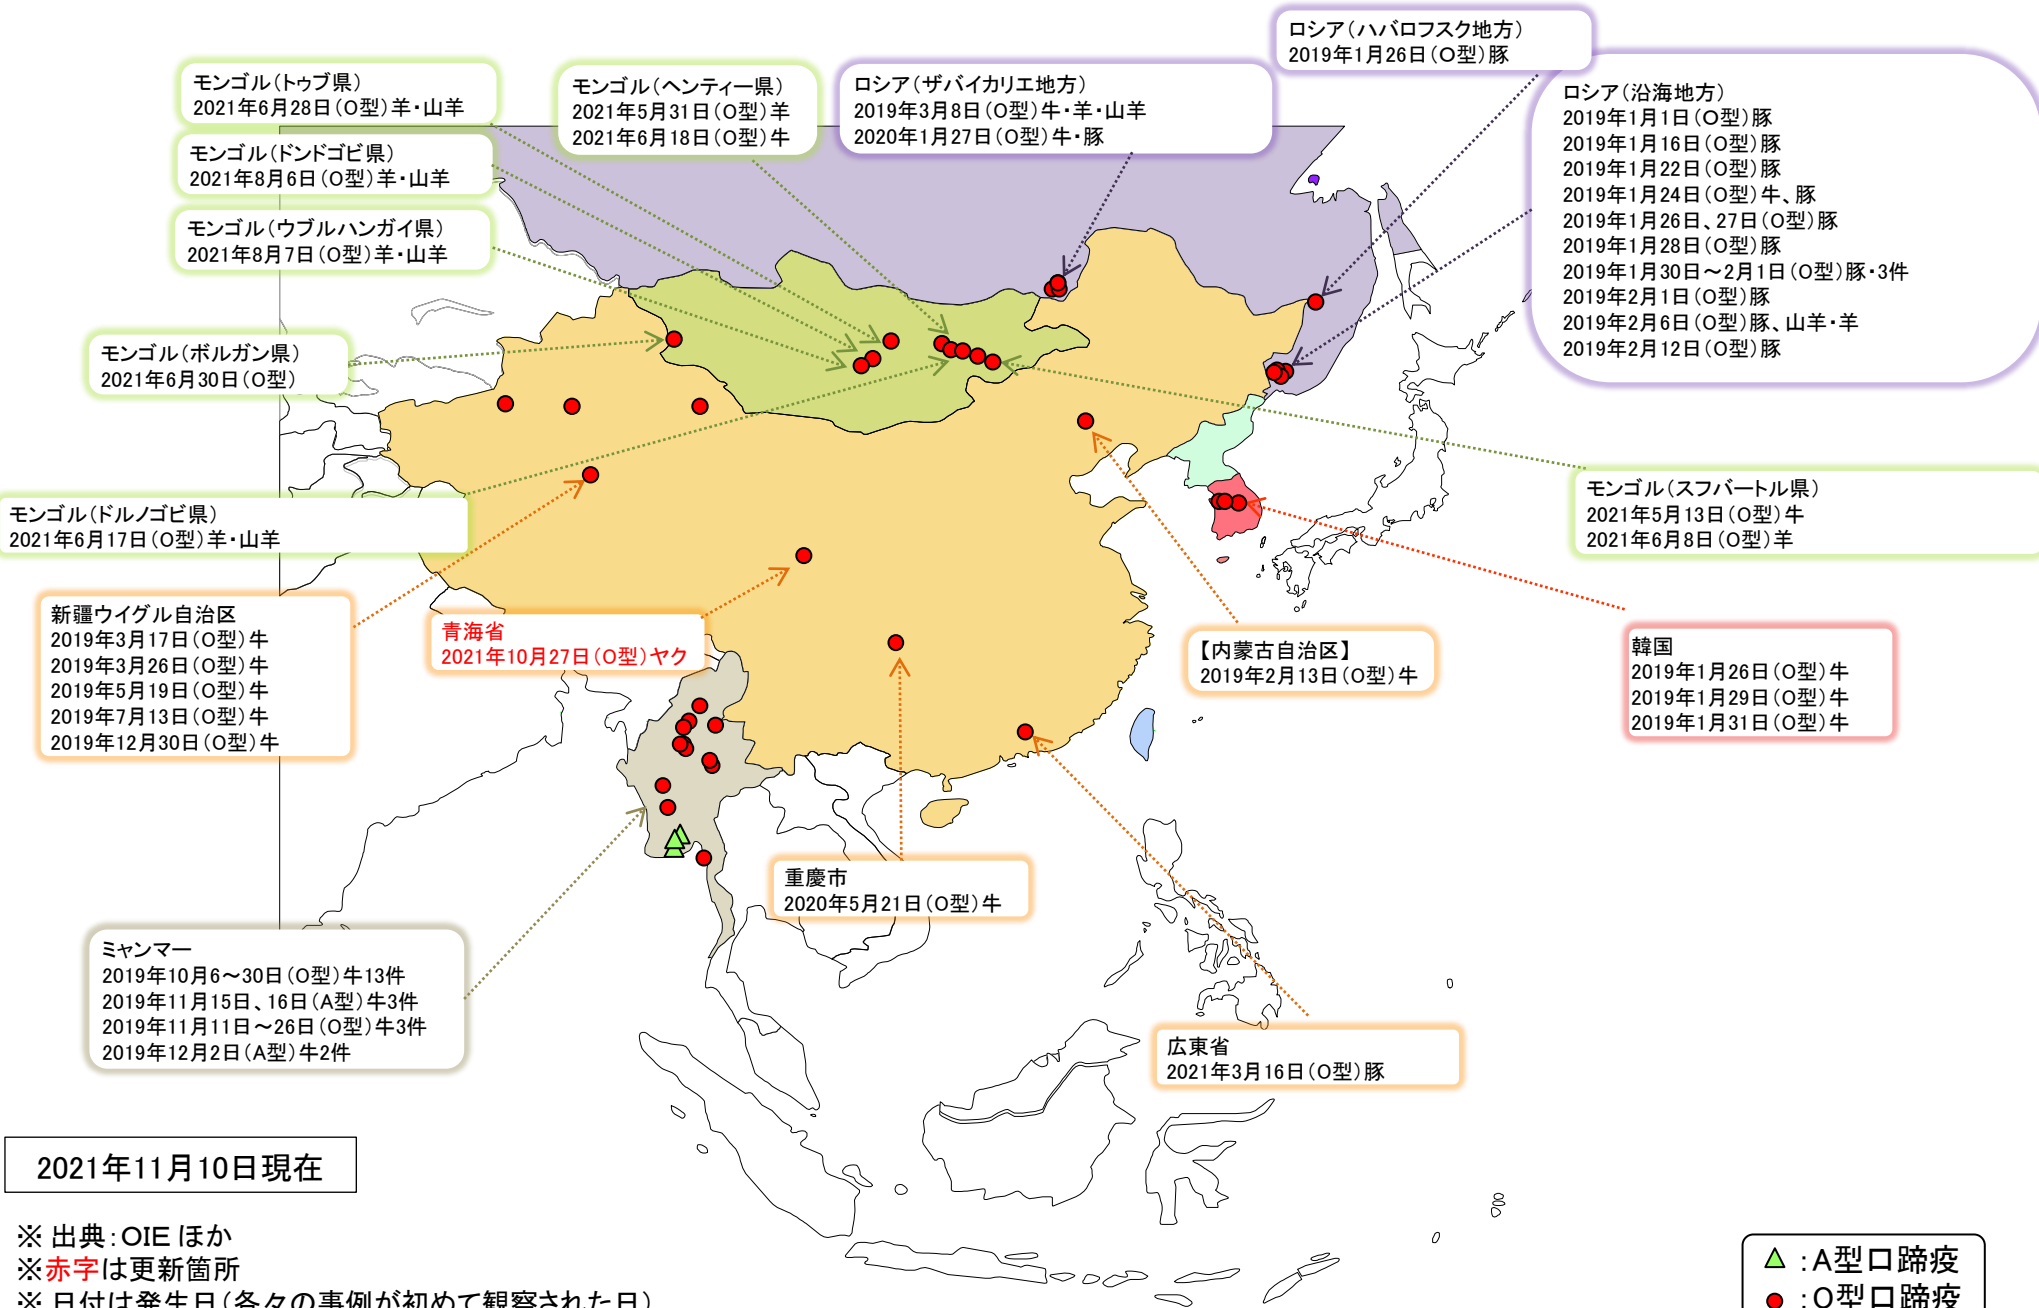 ロシア（ハバロフスク地方）
2019年1月26日（O型）豚
モンゴル（トゥブ県）
2021年6月28日（O型）羊・山羊
モンゴル（ヘンティー県）
2021年5月31日（O型）羊
2021年6月18日（O型）牛
ロシア（ザバイカリエ地方）
2019年3月8日（O型）牛・羊・山羊
2020年1月27日（O型）牛・豚
ロシア（沿海地方）
2019年1月1日（O型）豚
2019年1月16日（O型）豚
2019年1月22日（O型）豚
2019年1月24日（O型）牛、豚
2019年1月26日、27日（O型）豚
2019年1月28日（O型）豚
2019年1月30日～2月1日（O型）豚・3件
2019年2月1日（O型）豚
2019年2月6日（O型）豚、山羊・羊
2019年2月12日（O型）豚
モンゴル（ドンドゴビ県）
2021年8月6日（O型）羊・山羊
モンゴル（ウブルハンガイ県）
2021年8月7日（O型）羊・山羊
モンゴル（ボルガン県）
2021年6月30日（O型）
モンゴル（ドルノゴビ県）
2021年6月17日（O型）羊・山羊
モンゴル（スフバートル県）
2021年5月13日（O型）牛
2021年6月8日（O型）羊
新疆ウイグル自治区
2019年3月17日（O型）牛
2019年3月26日（O型）牛
2019年5月19日（O型）牛
2019年7月13日（O型）牛
2019年12月30日（O型）牛
青海省
2021年10月27日（O型）ヤク
【内蒙古自治区】
2019年2月13日（O型）牛
韓国
2019年1月26日（O型）牛
2019年1月29日（O型）牛
2019年1月31日（O型）牛
重慶市
2020年5月21日（O型）牛
ミャンマー
2019年10月6～30日（O型）牛13件
2019年11月15日、16日（A型）牛3件
2019年11月11日～26日（O型）牛3件
2019年12月2日（A型）牛2件
広東省
2021年3月16日（O型）豚
2021年11月10日現在
※ 出典：OIE ほか
※赤字は更新箇所
※ 日付は発生日（各々の事例が初めて観察された日）
：A型口蹄疫
：O型口蹄疫